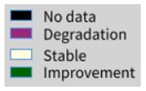 No data
Degradation
Stable
Improvement